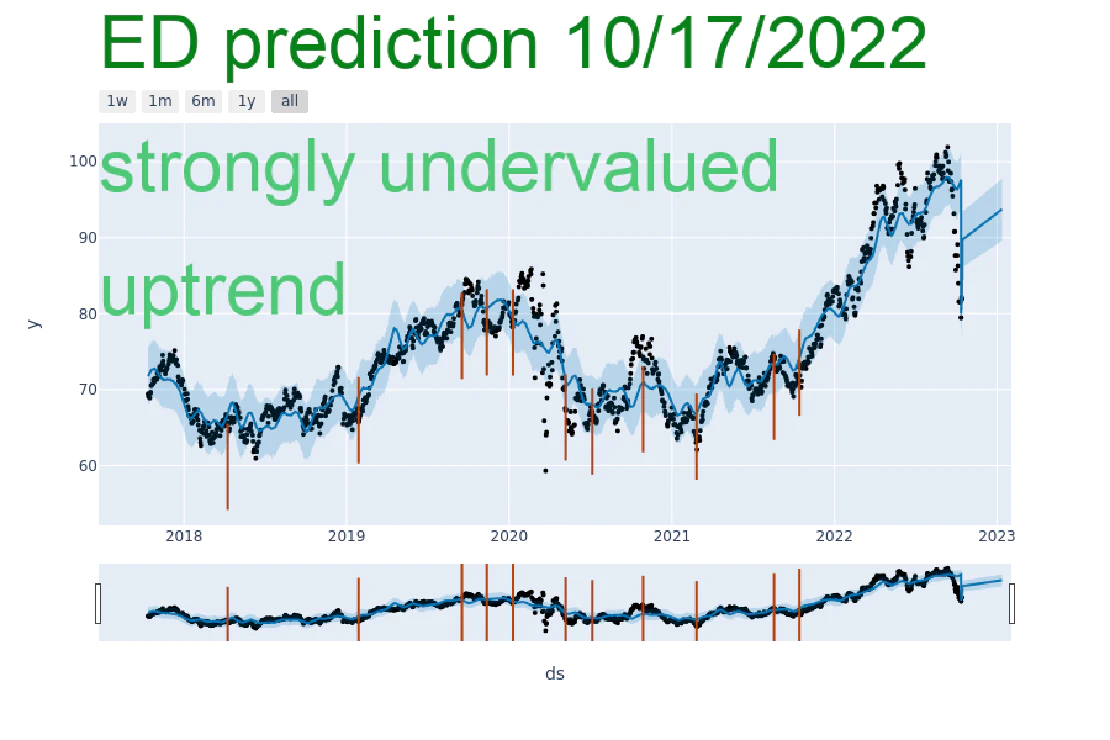 ED prediction 10/17/2022
1w 1m 6m 1y all
100 strongly undervalued
90
uptrend
80
y
70
60
2018 2019 2020 2021 2022 2023
ds